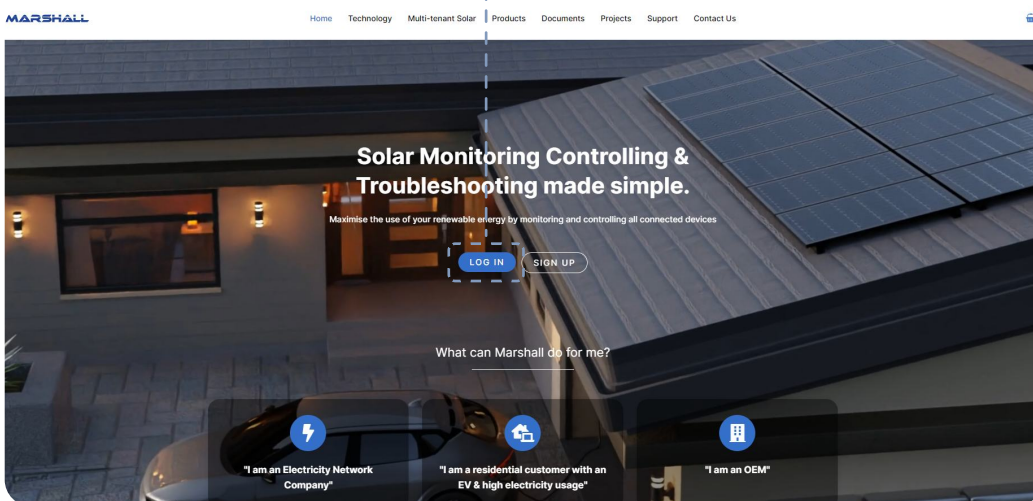 MARSHALL
Home Technology Multi-tenant Solar Products Documents Projects Support Contact Us
Solar Monitoring Controlling &
Troubleshooting made simple.
Maximise the use of your renewable energy by monitoring and controlling all connected devices
LOG IN SIGN UP
What can Marshall do for me?
"I am an Electricity Network
Company"
"I am a residential customer with an
EV & high electricity usage"
"I am an OEM"